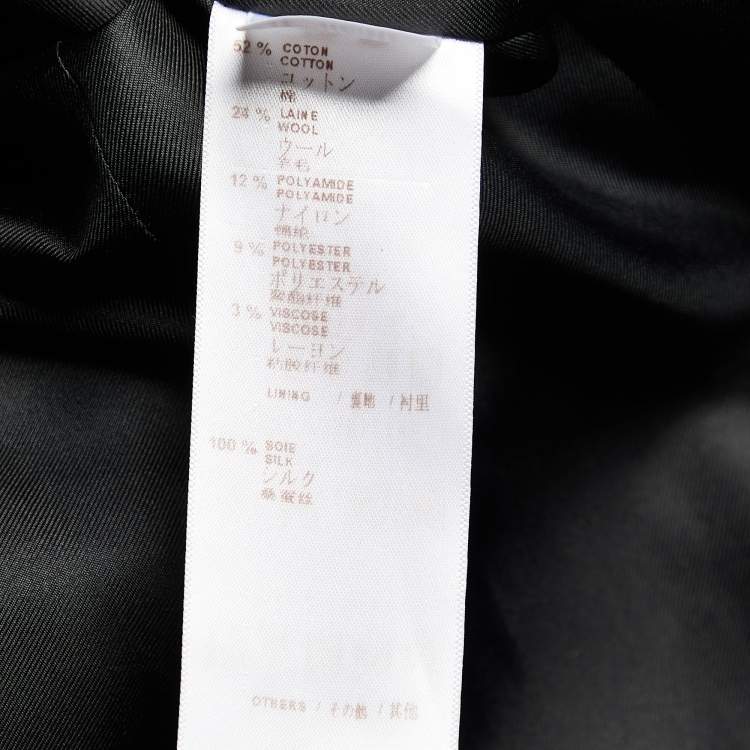 52 % COTON
COTTON
コットン
棉
24 % LAINE
WOOL
ウール
羊毛
12 % POLYAMIDE
POLYAMIDE
ナイロン
锦纶
9 % POLYESTER
POLYESTER
ポリエステル
聚酯纤维
3 % VISCOSE
VISCOSE
レーヨン
粘胶纤维
LINING / 裏地 / 衬里
100 % SOIE
SILK
シルク
桑蚕丝
OTHERS / その他 / 其他